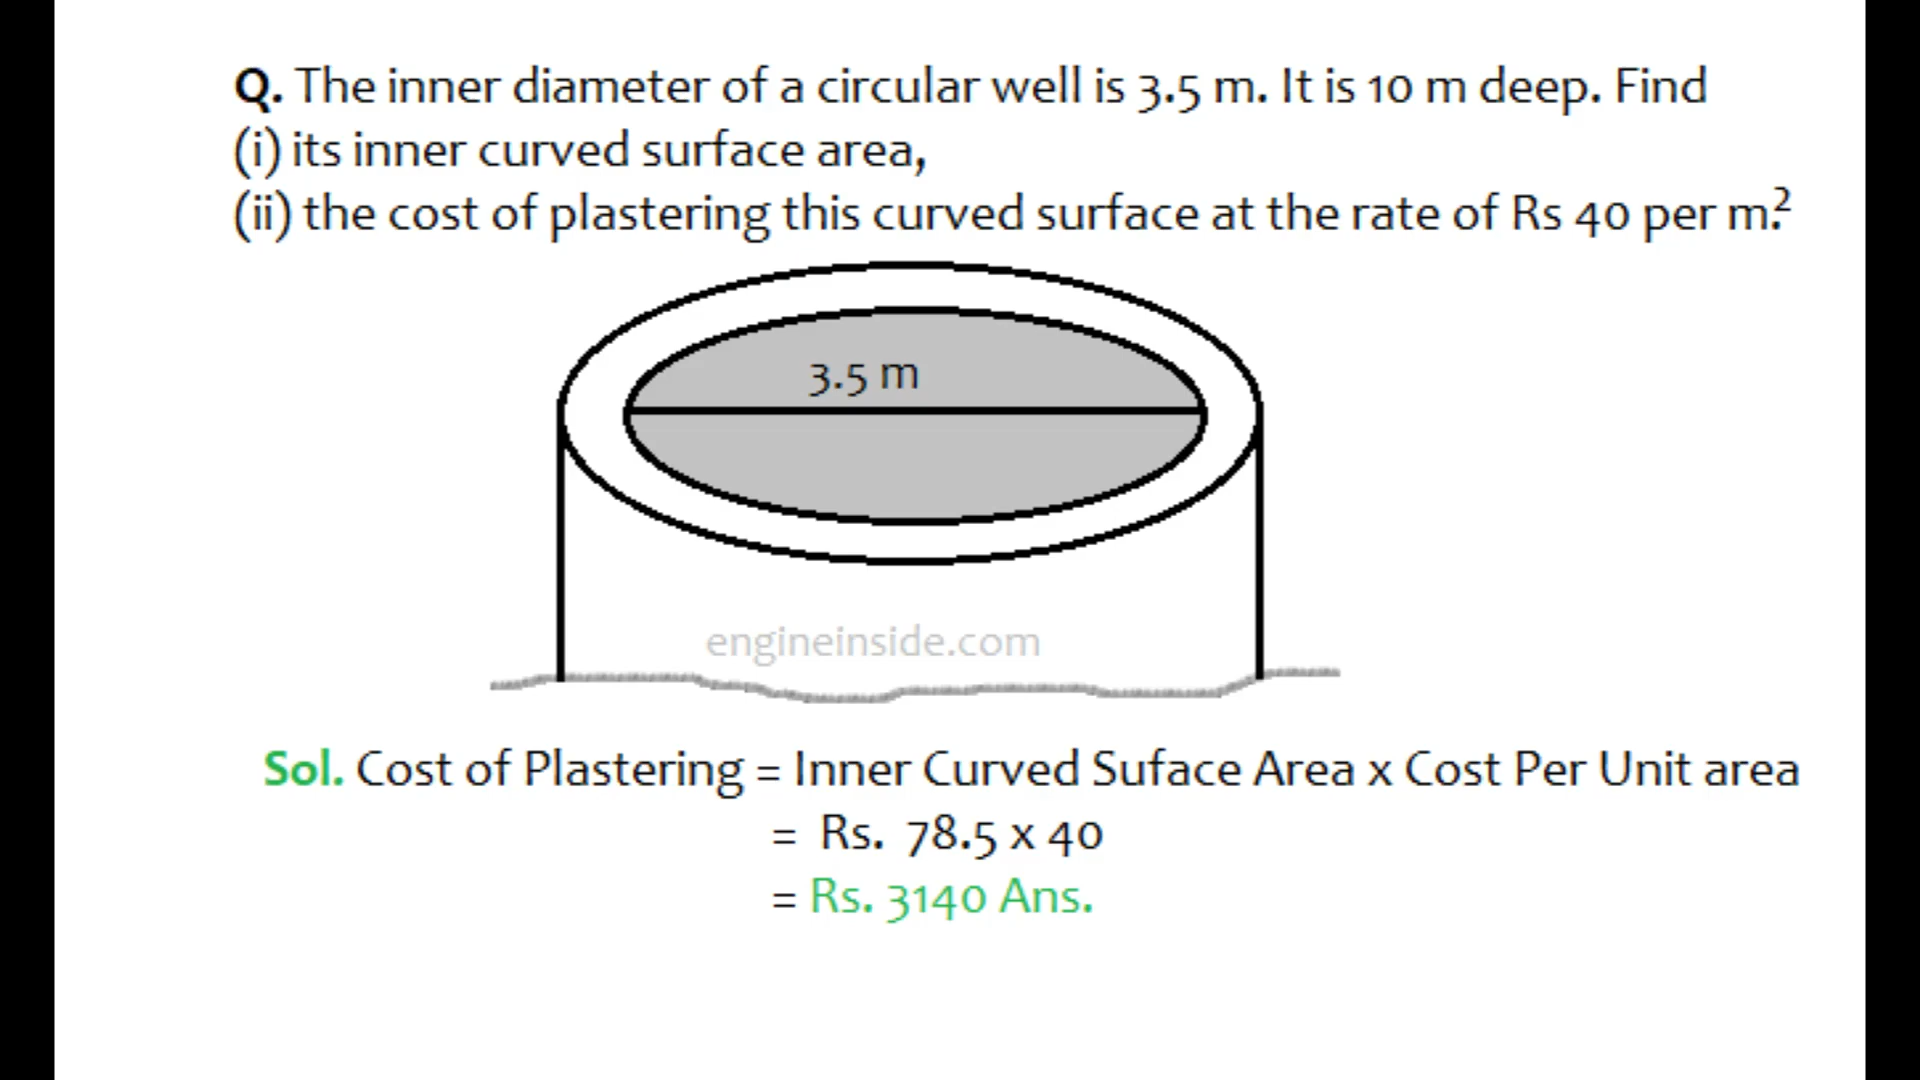 Q. The inner diameter of a circular well is 3.5 m. It is 10 m deep. Find
(i) its inner curved surface area,
(ii) the cost of plastering this curved surface at the rate of Rs 40 per m.²
3.5 m
engineinside.com
Sol. Cost of Plastering = Inner Curved Suface Area x Cost Per Unit area
= Rs. 78.5 x 40
= Rs. 3140 Ans.